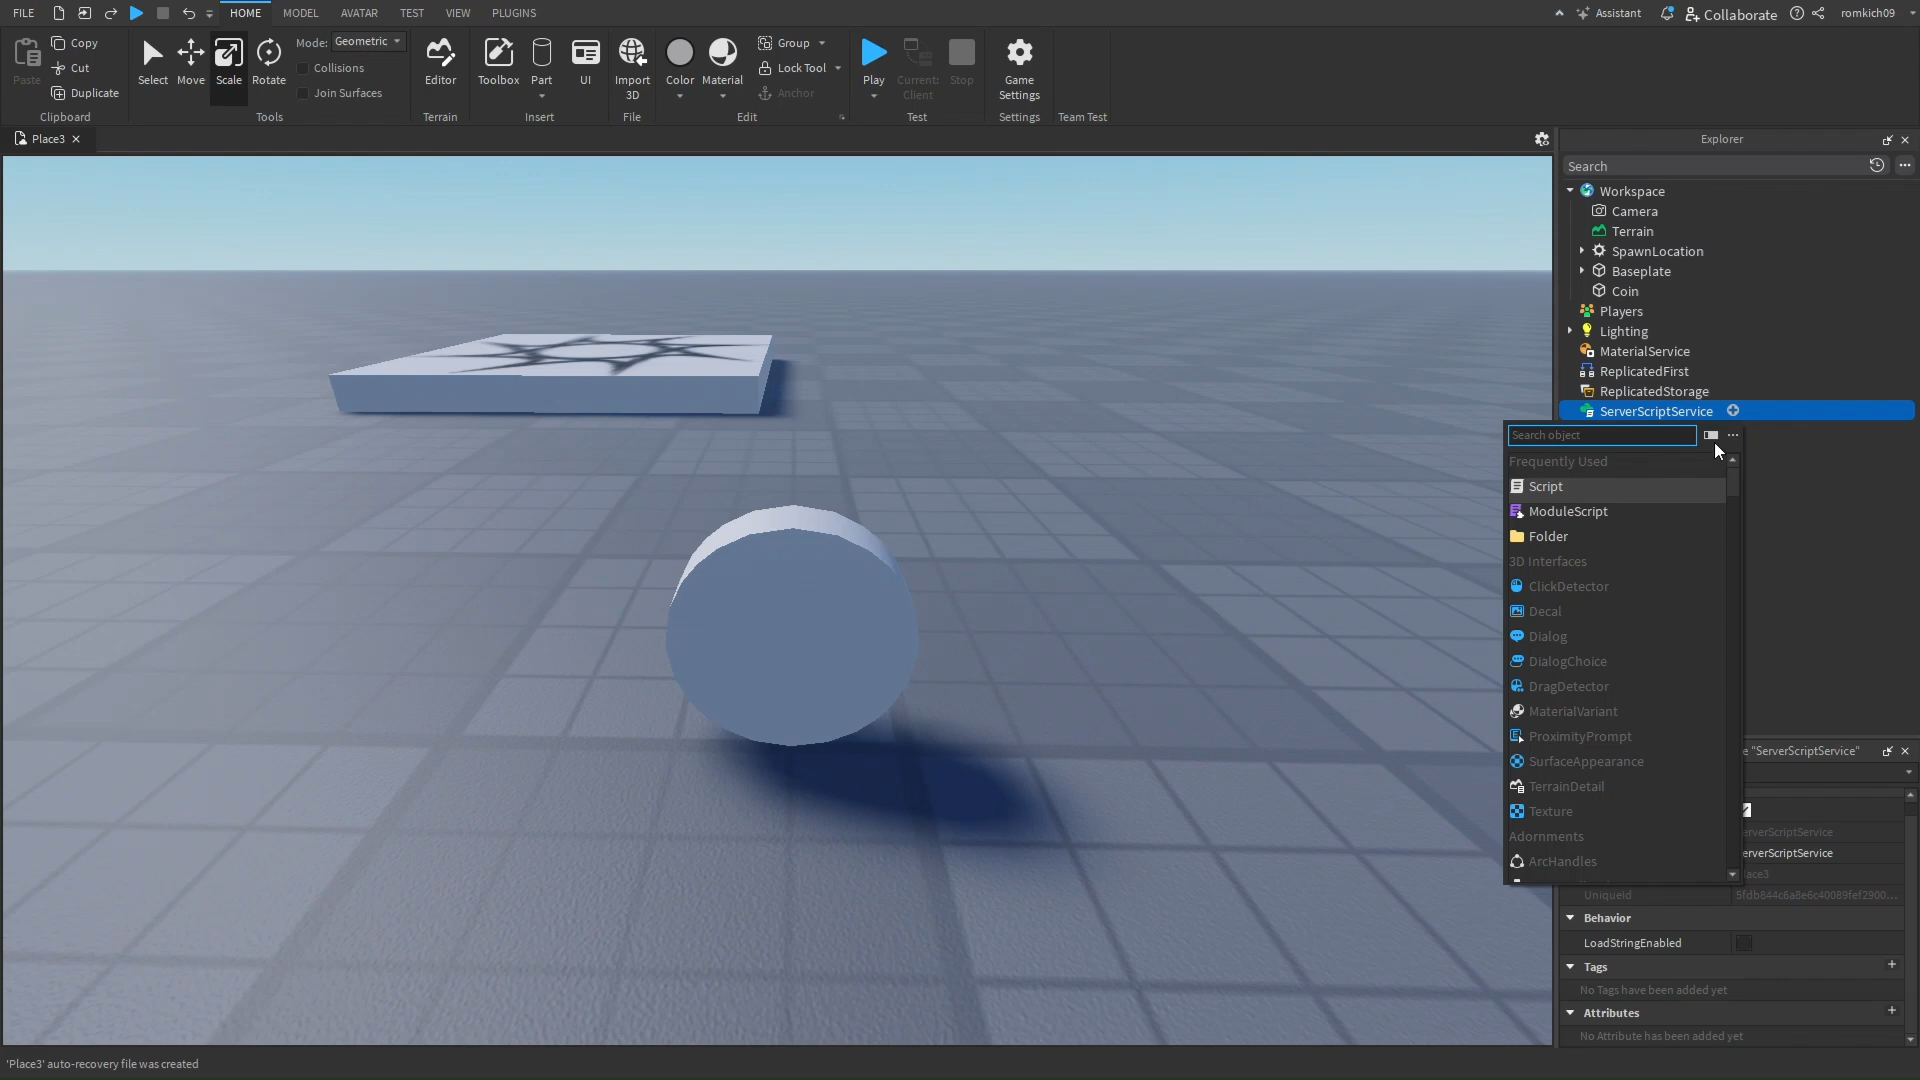 FILE HOME MODEL AVATAR TEST VIEW PLUGINS Assistant Collaborate romkich09
Paste Copy Cut Duplicate Clipboard
Select Move Scale Rotate Mode: Geometric Collisions Join Surfaces Tools
Editor Terrain
Toolbox Part UI Insert
Import 3D File
Color Material Group Lock Tool Anchor Edit
Play Current: Client Stop Test
Game Settings Settings
Team Test
Place3
Explorer
Search
Workspace
Camera
Terrain
SpawnLocation
Baseplate
Coin
Players
Lighting
MaterialService
ReplicatedFirst
ReplicatedStorage
ServerScriptService
Search object
Frequently Used
Script
ModuleScript
Folder
3D Interfaces
ClickDetector
Decal
Dialog
DialogChoice
DragDetector
MaterialVariant
ProximityPrompt
SurfaceAppearance
TerrainDetail
Texture
Adornments
ArcHandles
"ServerScriptService"
erverScriptService
erverScriptService
lace3
UniqueId
Behavior
LoadStringEnabled
Tags
No Tags have been added yet
Attributes
No Attribute has been added yet
'Place3' auto-recovery file was created